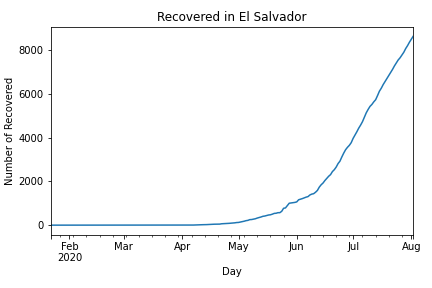 Recovered in El Salvador
Number of Recovered
8000
6000
4000
2000
0
Feb Mar Apr May Jun Jul Aug
2020
Day